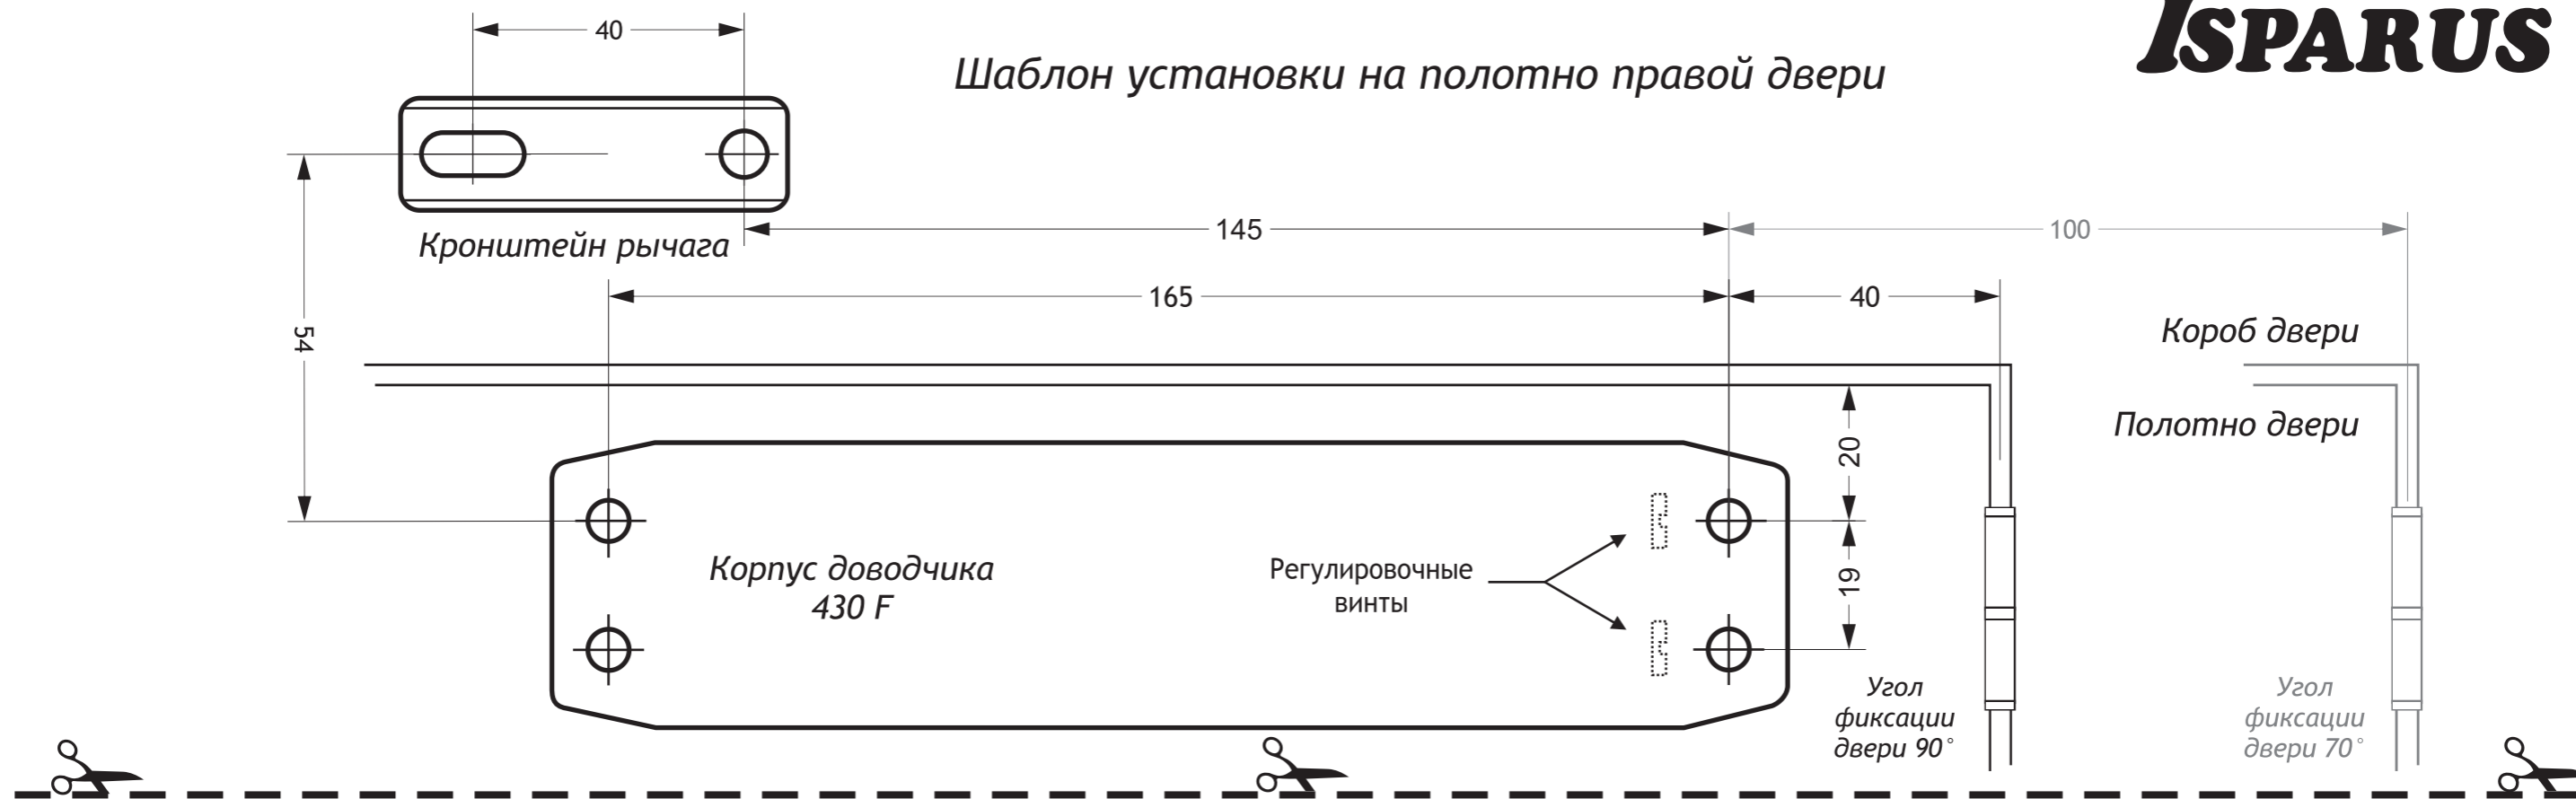 40
ISPARUS
Шаблон установки на полотно правой двери
Кронштейн рычага
145
100
165
40
54
Короб двери
Полотно двери
20
19
Корпус доводчика
430 F
Регулировочные
винты
Угол
фиксации
двери 90°
Угол
фиксации
двери 70°